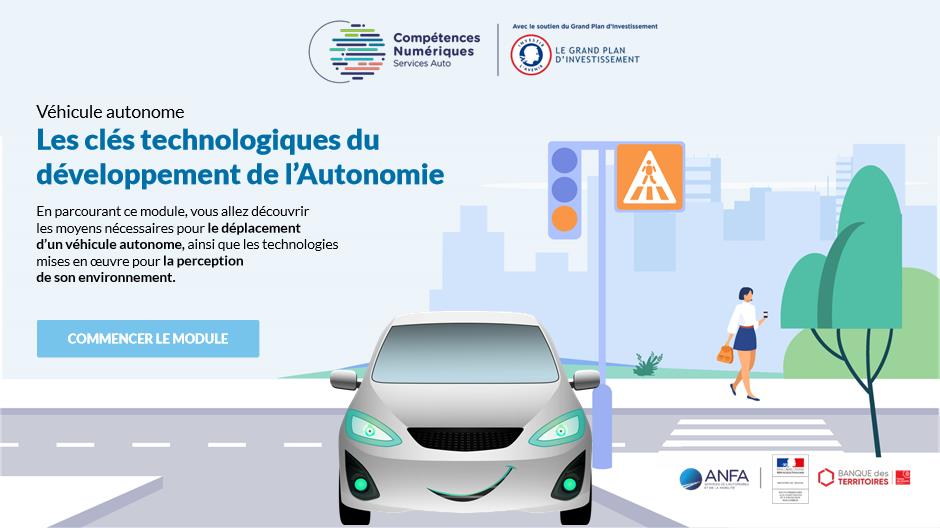 Compétences
Numériques
Services Auto
Avec le soutien du Grand Plan d'Investissement
LE GRAND PLAN
D'INVESTISSEMENT
INVESTIR
L'AVENIR
Véhicule autonome
Les clés technologiques du
développement de l'Autonomie
En parcourant ce module, vous allez découvrir
les moyens nécessaires pour le déplacement
d'un véhicule autonome, ainsi que les technologies
mises en œuvre pour la perception
de son environnement.
COMMENCER LE MODULE
ANFA
BANQUE des
TERRITOIRES